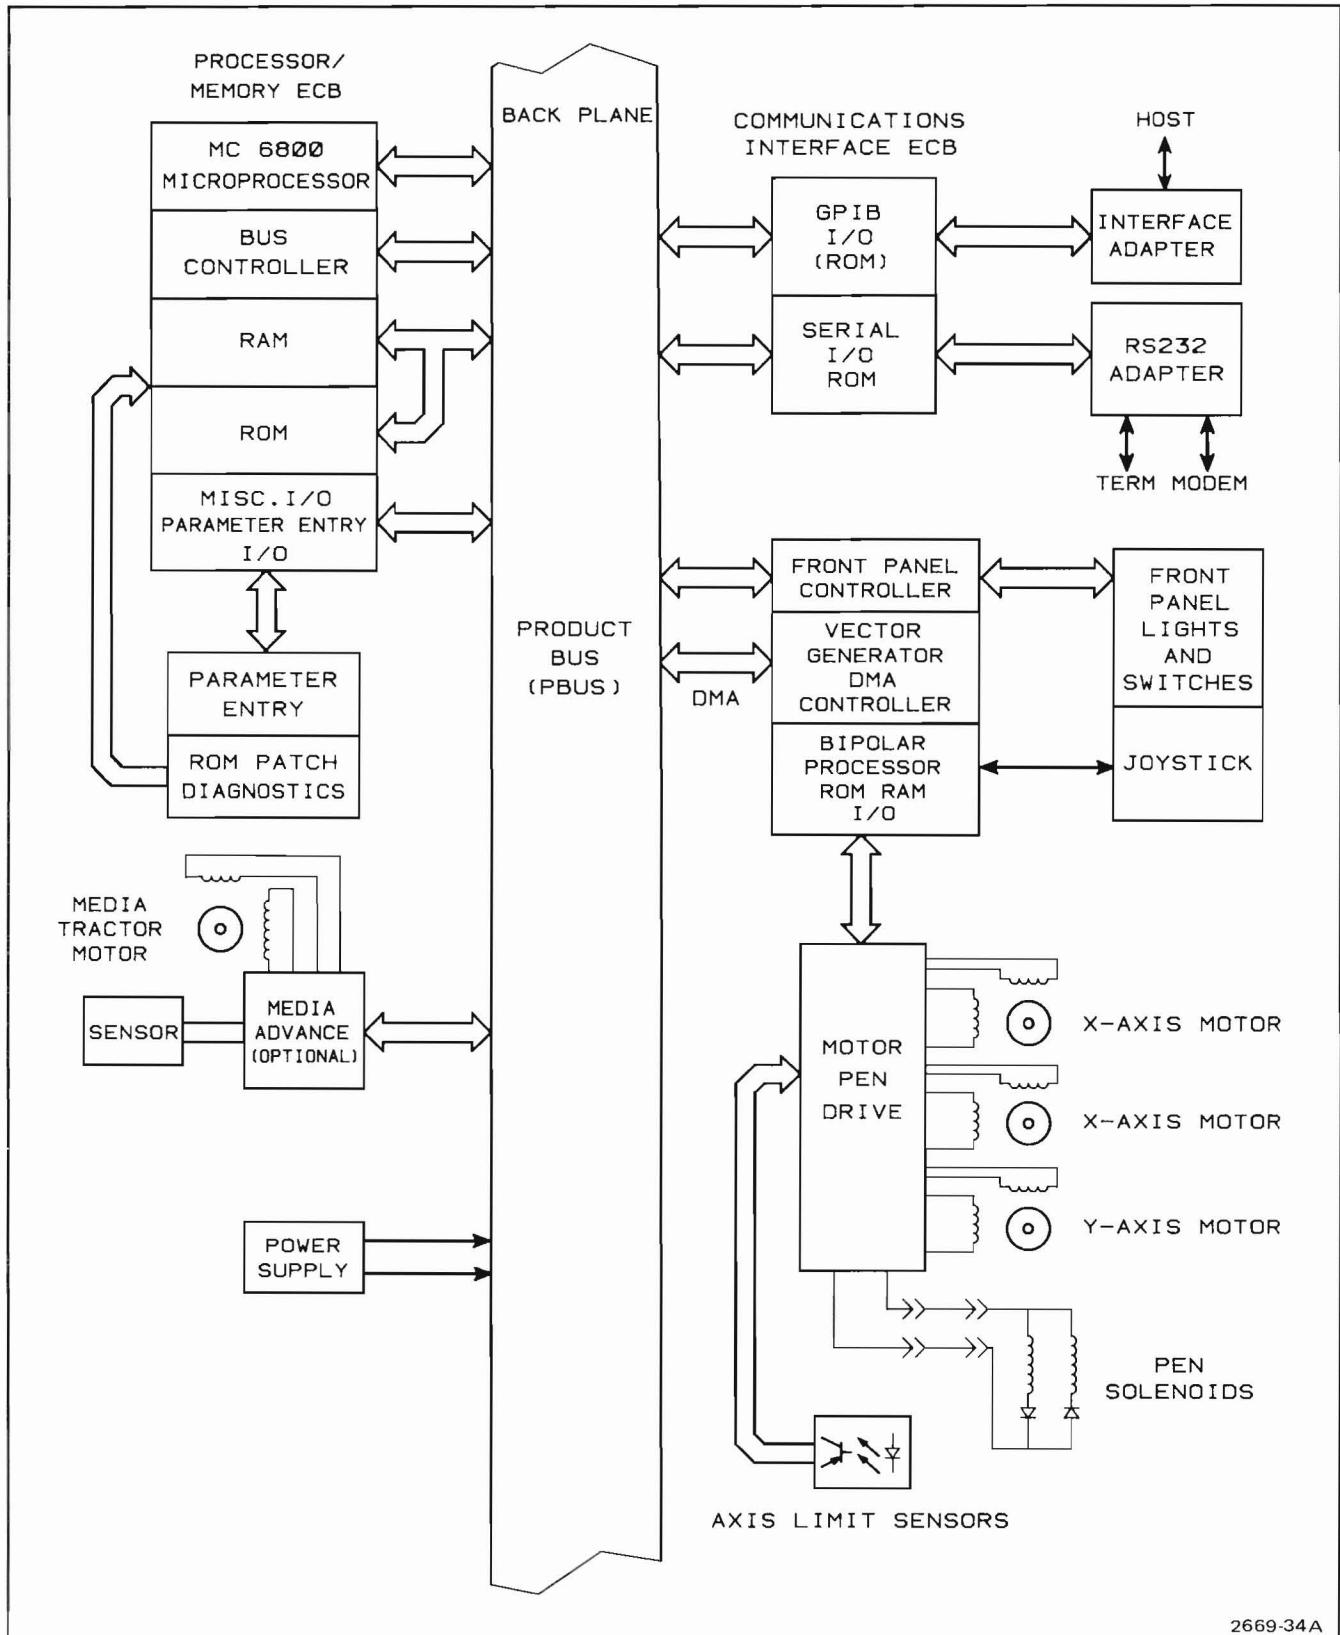 PROCESSOR/
MEMORY ECB
MC 6800
MICROPROCESSOR
BUS
CONTROLLER
RAM
ROM
MISC.I/O
PARAMETER ENTRY
I/O
PARAMETER
ENTRY
ROM PATCH
DIAGNOSTICS
MEDIA
TRACTOR
MOTOR
SENSOR
MEDIA
ADVANCE
(OPTIONAL)
POWER
SUPPLY
BACK PLANE
PRODUCT
BUS
(PBUS)
COMMUNICATIONS
INTERFACE ECB
GPIB
I/O
(ROM)
SERIAL
I/O
ROM
HOST
INTERFACE
ADAPTER
RS232
ADAPTER
TERM MODEM
FRONT PANEL
CONTROLLER
VECTOR
GENERATOR
DMA
CONTROLLER
DMA
BIPOLAR
PROCESSOR
ROM RAM
I/O
FRONT
PANEL
LIGHTS
AND
SWITCHES
JOYSTICK
MOTOR
PEN
DRIVE
X-AXIS MOTOR
X-AXIS MOTOR
Y-AXIS MOTOR
PEN
SOLENOIDS
AXIS LIMIT SENSORS
2669-34A